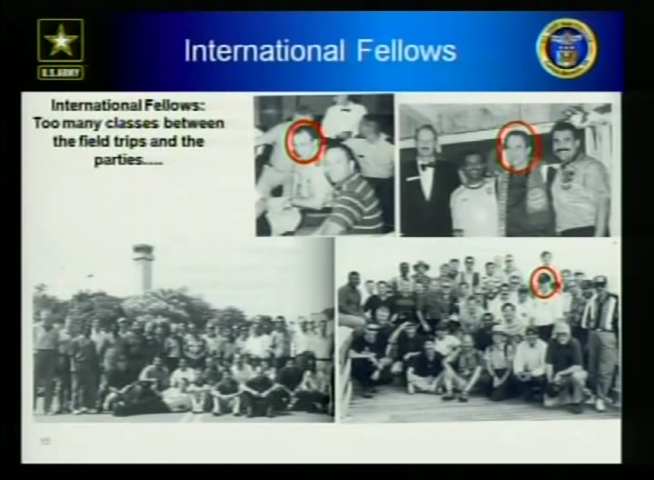 U.S.ARMY
International Fellows
International Fellows:
Too many classes between
the field trips and the
parties....